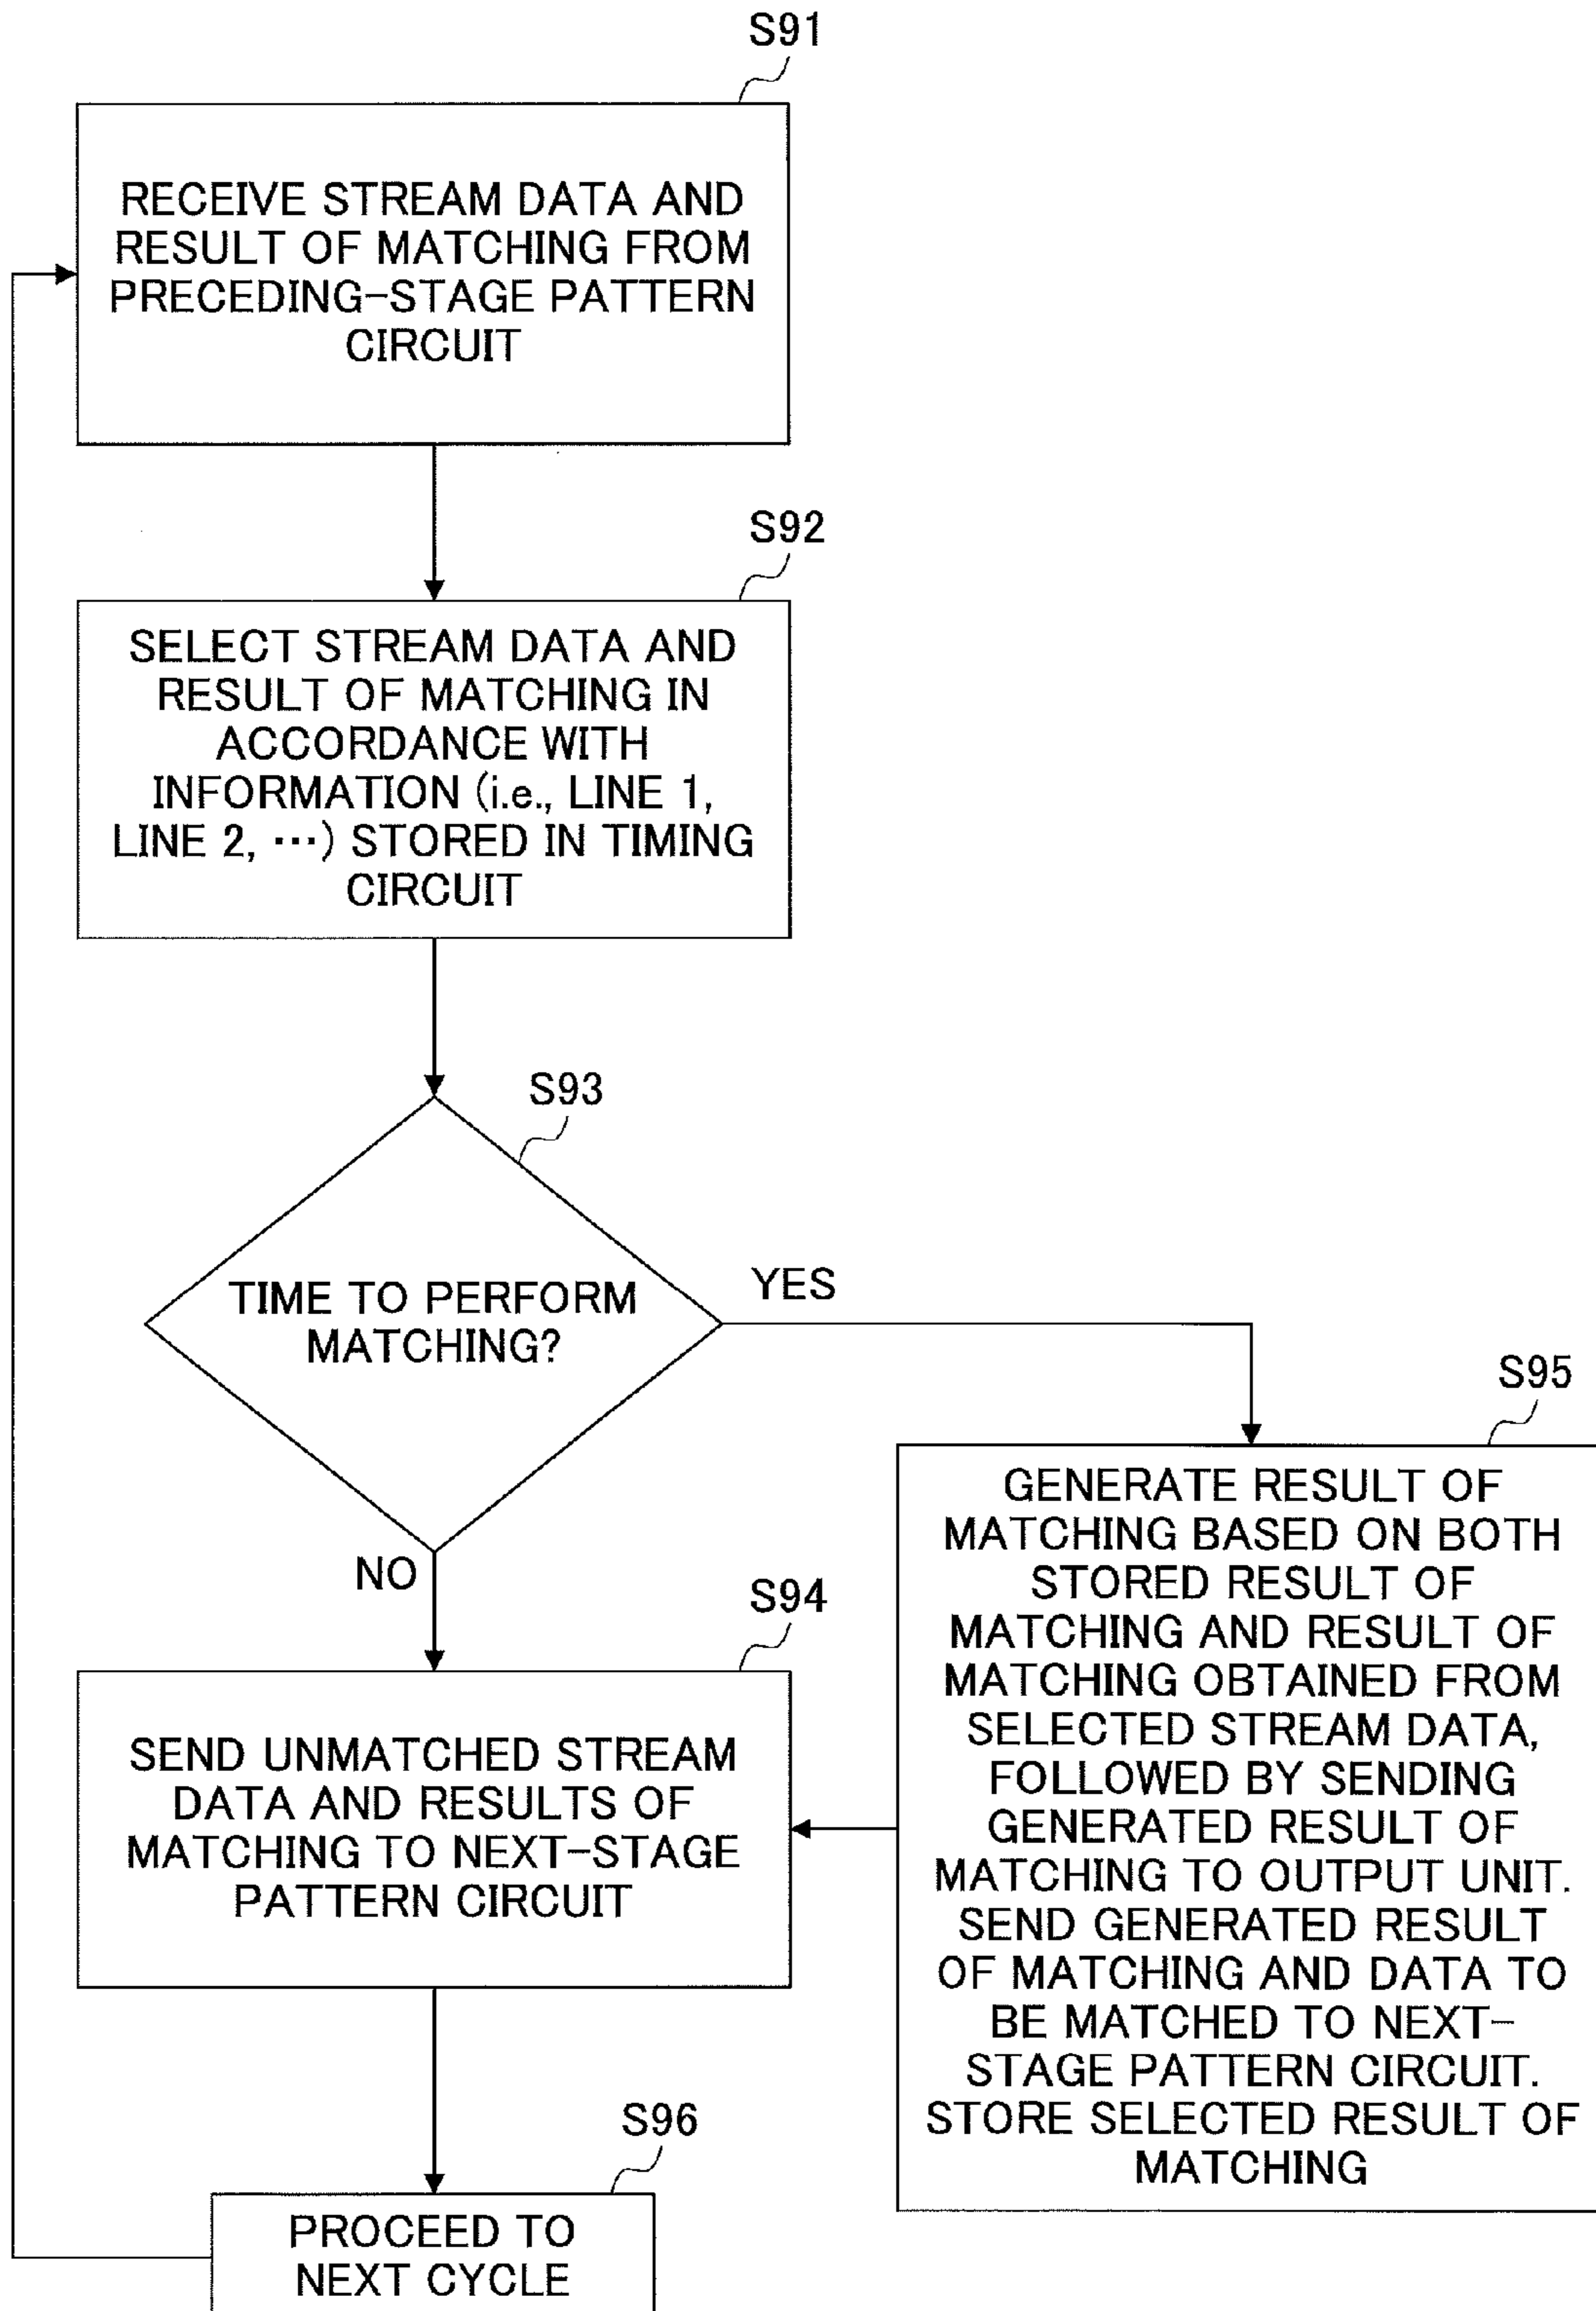 S91
RECEIVE STREAM DATA AND
RESULT OF MATCHING FROM
PRECEDING-STAGE PATTERN
CIRCUIT
S92
SELECT STREAM DATA AND
RESULT OF MATCHING IN
ACCORDANCE WITH
INFORMATION (i.e., LINE 1,
LINE 2, ···) STORED IN TIMING
CIRCUIT
S93
TIME TO PERFORM
MATCHING?
YES
NO
S94
SEND UNMATCHED STREAM
DATA AND RESULTS OF
MATCHING TO NEXT-STAGE
PATTERN CIRCUIT
S95
GENERATE RESULT OF
MATCHING BASED ON BOTH
STORED RESULT OF
MATCHING AND RESULT OF
MATCHING OBTAINED FROM
SELECTED STREAM DATA,
FOLLOWED BY SENDING
GENERATED RESULT OF
MATCHING TO OUTPUT UNIT.
SEND GENERATED RESULT
OF MATCHING AND DATA TO
BE MATCHED TO NEXT-
STAGE PATTERN CIRCUIT.
STORE SELECTED RESULT OF
MATCHING
S96
PROCEED TO
NEXT CYCLE